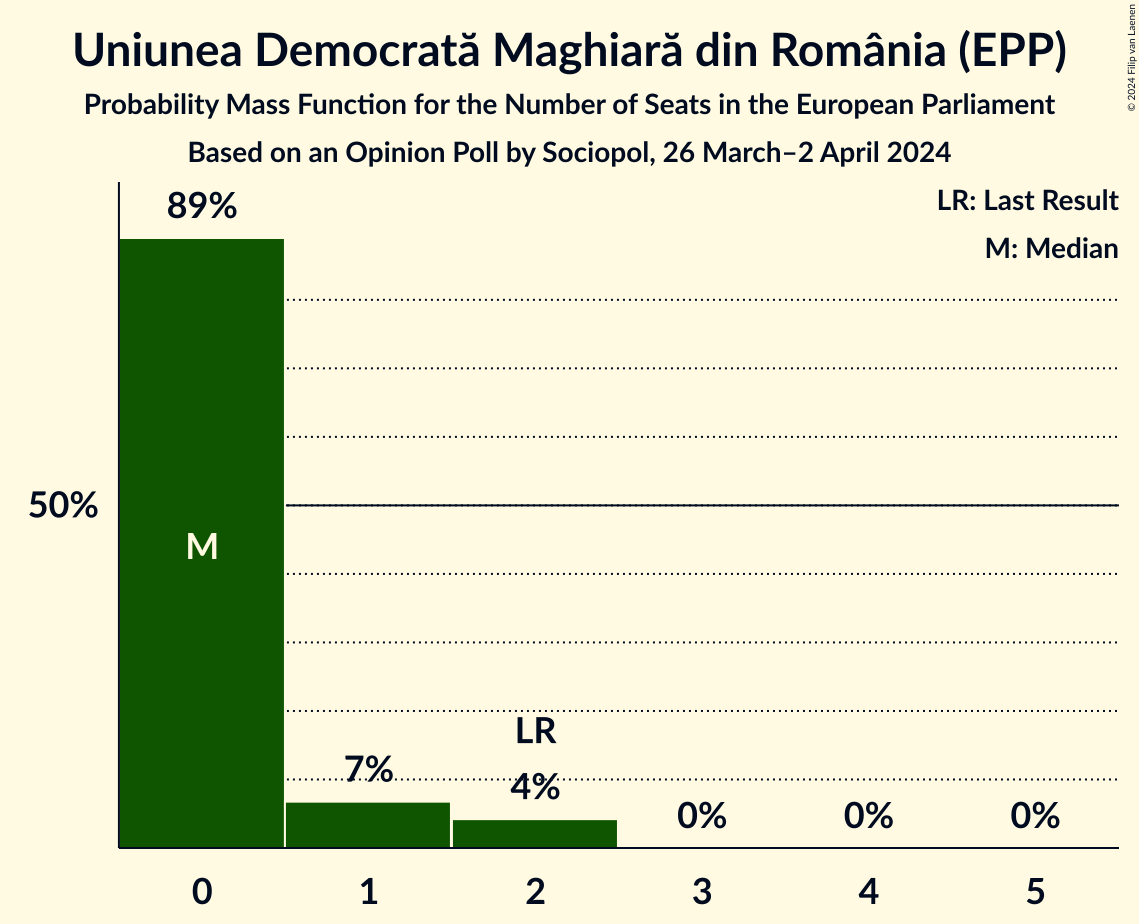 Uniunea Democrată Maghiară din România (EPP)
Probability Mass Function for the Number of Seats in the European Parliament
Based on an Opinion Poll by Sociopol, 26 March–2 April 2024
© 2024 Filip van Laenen
LR: Last Result
M: Median
89%
50%
M
LR
7%
4%
0%
0%
0%
0
1
2
3
4
5